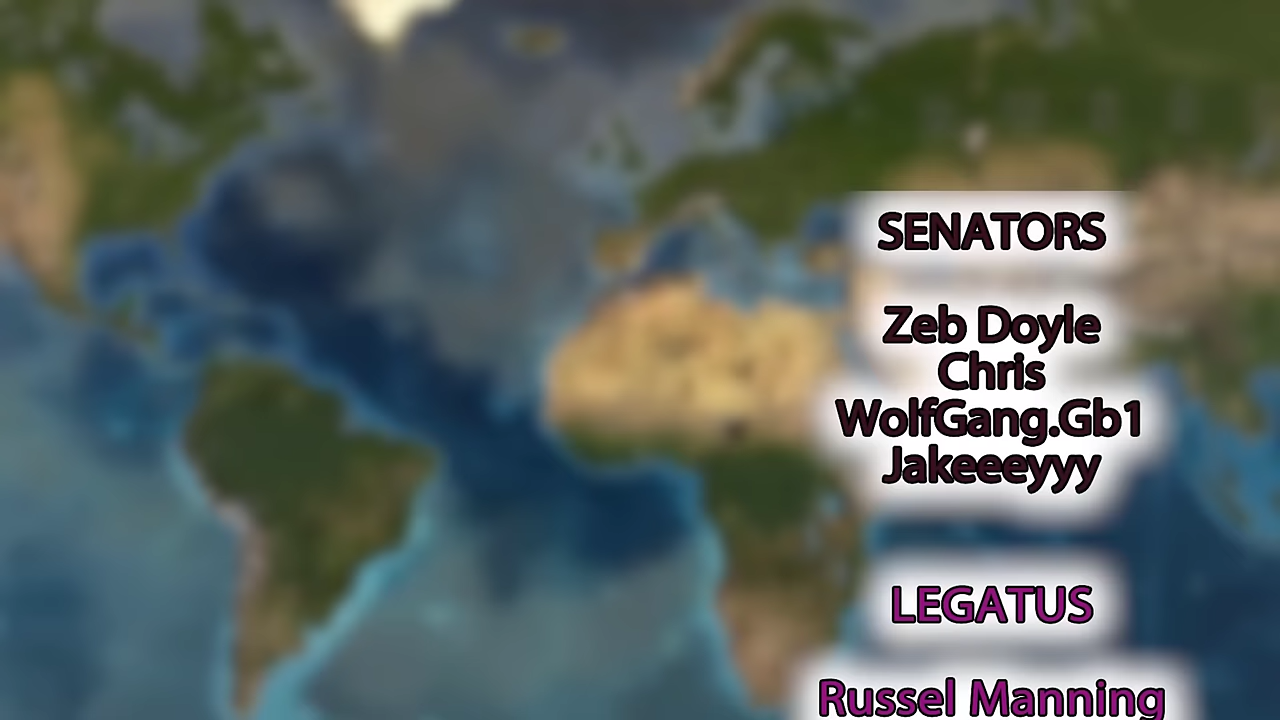 SENATORS
Zeb Doyle
Chris
WolfGang.Gb1
Jakeeeyyy
LEGATUS
Russel Manning